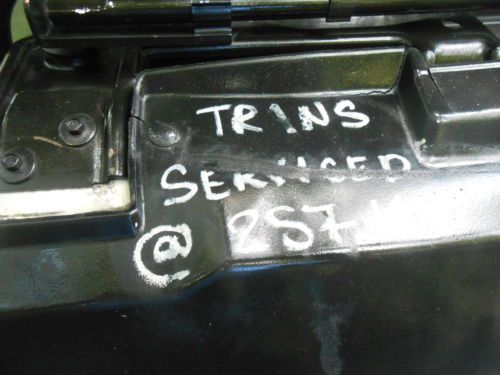 TRANS
SERVICED
@ 257